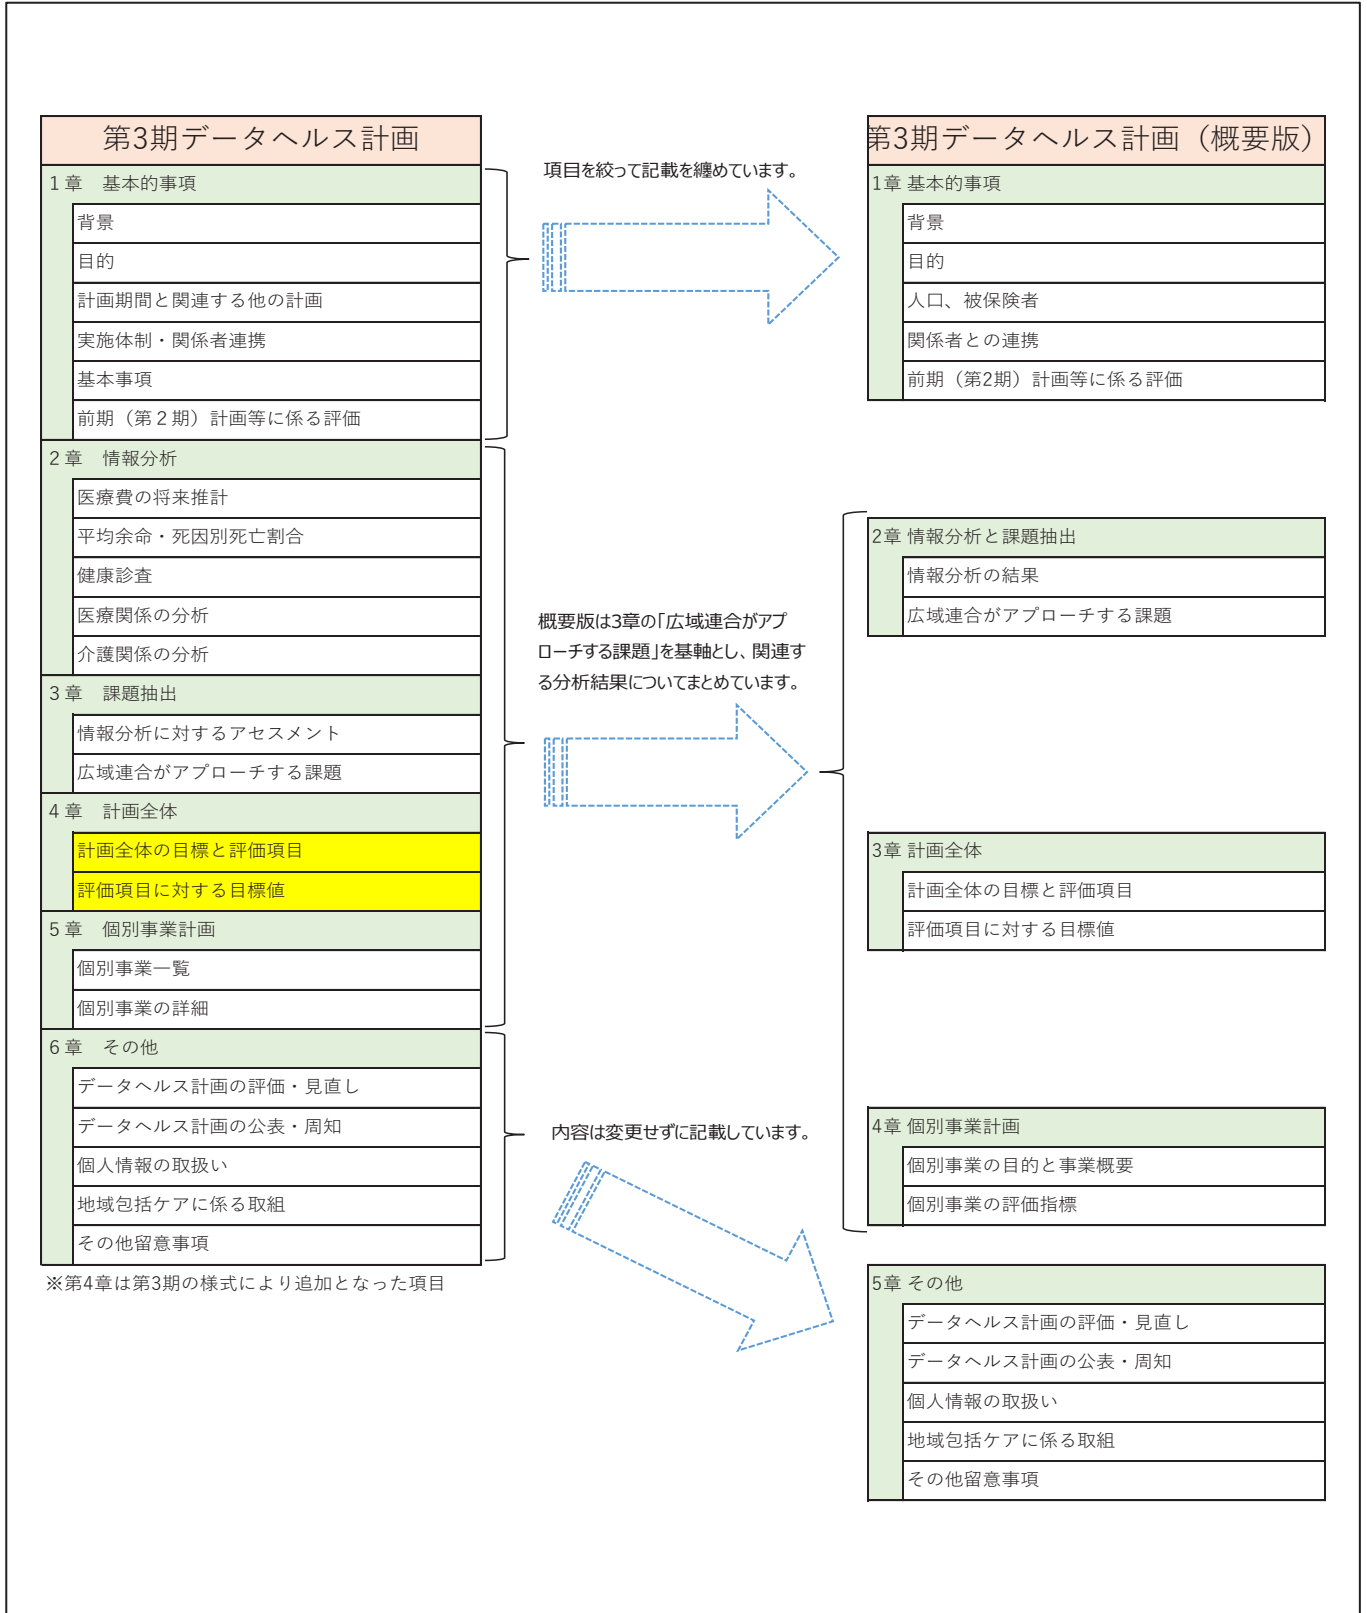 第3期データヘルス計画
1章　基本的事項
背景
目的
計画期間と関連する他の計画
実施体制・関係者連携
基本事項
前期（第２期）計画等に係る評価
2章　情報分析
医療費の将来推計
平均余命・死因別死亡割合
健康診査
医療関係の分析
介護関係の分析
3章　課題抽出
情報分析に対するアセスメント
広域連合がアプローチする課題
4章　計画全体
計画全体の目標と評価項目
評価項目に対する目標値
5章　個別事業計画
個別事業一覧
個別事業の詳細
6章　その他
データヘルス計画の評価・見直し
データヘルス計画の公表・周知
個人情報の取扱い
地域包括ケアに係る取組
その他留意事項
※第4章は第3期の様式により追加となった項目
項目を絞って記載を纏めています。
概要版は3章の「広域連合がアプ
ローチする課題」を基軸とし、関連す
る分析結果についてまとめています。
内容は変更せずに記載しています。
第3期データヘルス計画（概要版）
1章 基本的事項
背景
目的
人口、被保険者
関係者との連携
前期（第2期）計画等に係る評価
2章 情報分析と課題抽出
情報分析の結果
広域連合がアプローチする課題
3章 計画全体
計画全体の目標と評価項目
評価項目に対する目標値
4章 個別事業計画
個別事業の目的と事業概要
個別事業の評価指標
5章 その他
データヘルス計画の評価・見直し
データヘルス計画の公表・周知
個人情報の取扱い
地域包括ケアに係る取組
その他留意事項